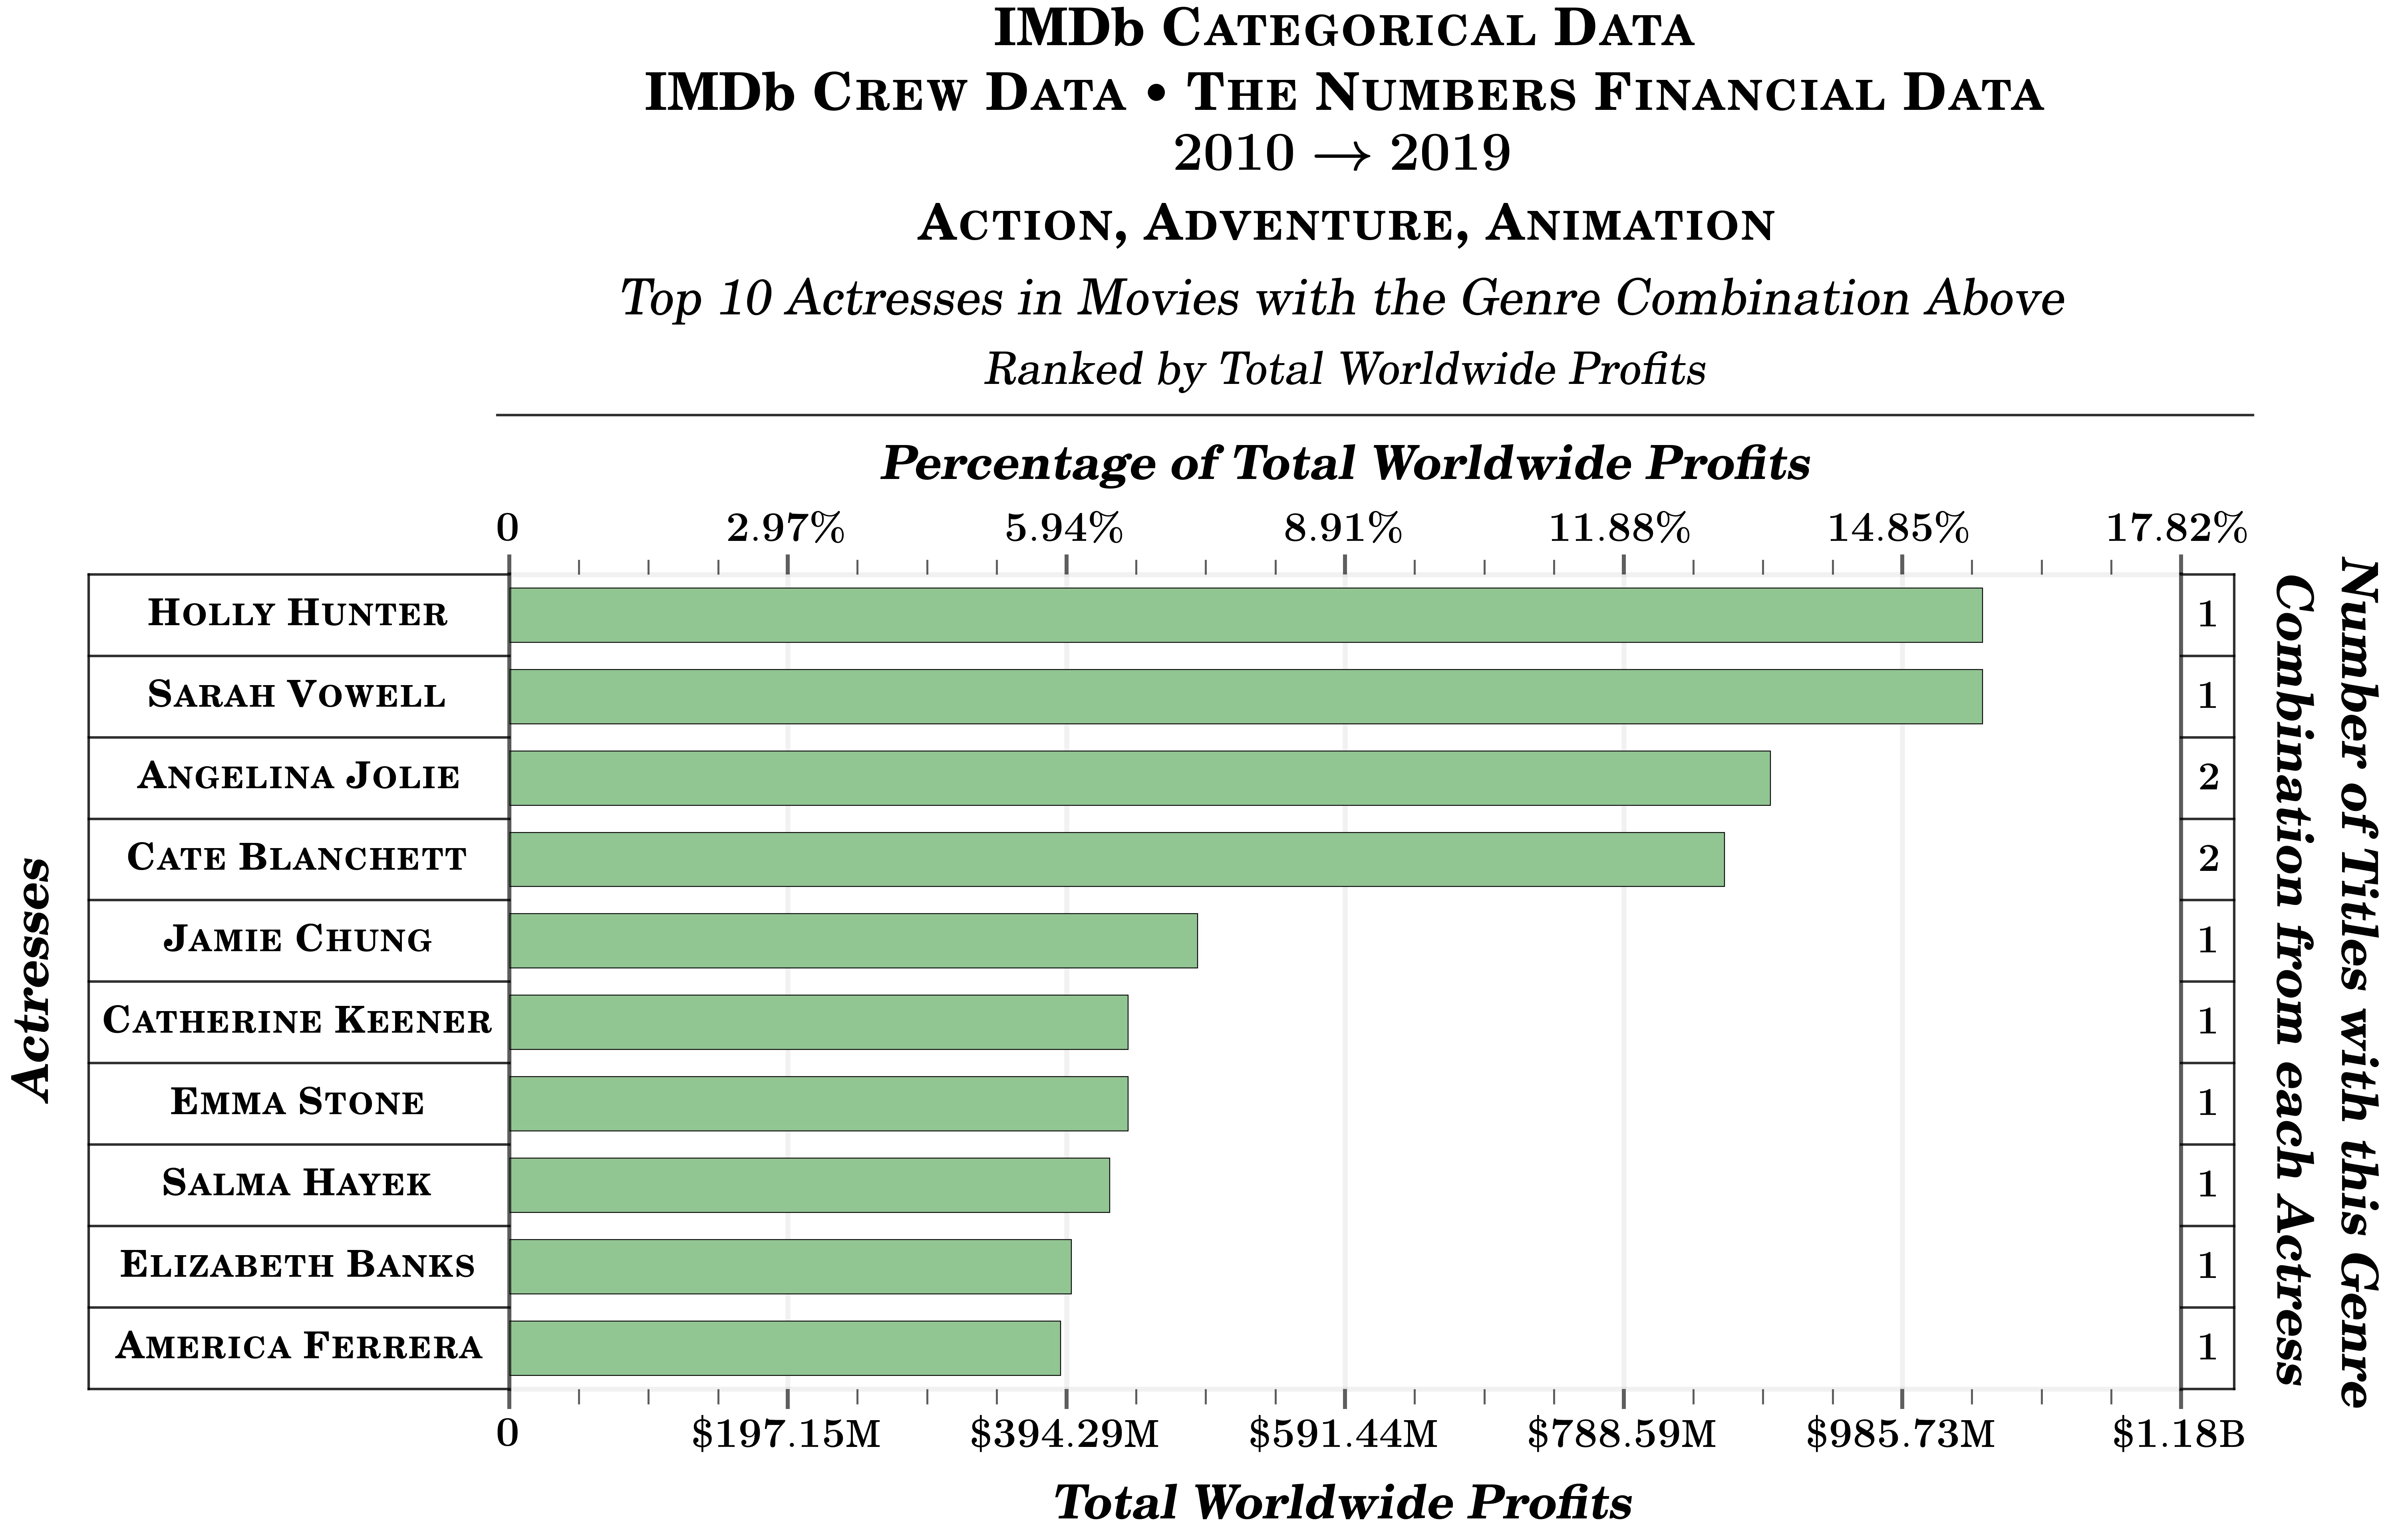 IMDb Categorical Data
IMDb Crew Data • The Numbers Financial Data
2010 → 2019
Action, Adventure, Animation
Top 10 Actresses in Movies with the Genre Combination Above
Ranked by Total Worldwide Profits
Percentage of Total Worldwide Profits
0 2.97% 5.94% 8.91% 11.88% 14.85% 17.82%
Actresses
Holly Hunter 1
Sarah Vowell 1
Angelina Jolie 2
Cate Blanchett 2
Jamie Chung 1
Catherine Keener 1
Emma Stone 1
Salma Hayek 1
Elizabeth Banks 1
America Ferrera 1
Number of Titles with this Genre
Combination from each Actress
0 $197.15M $394.29M $591.44M $788.59M $985.73M $1.18B
Total Worldwide Profits